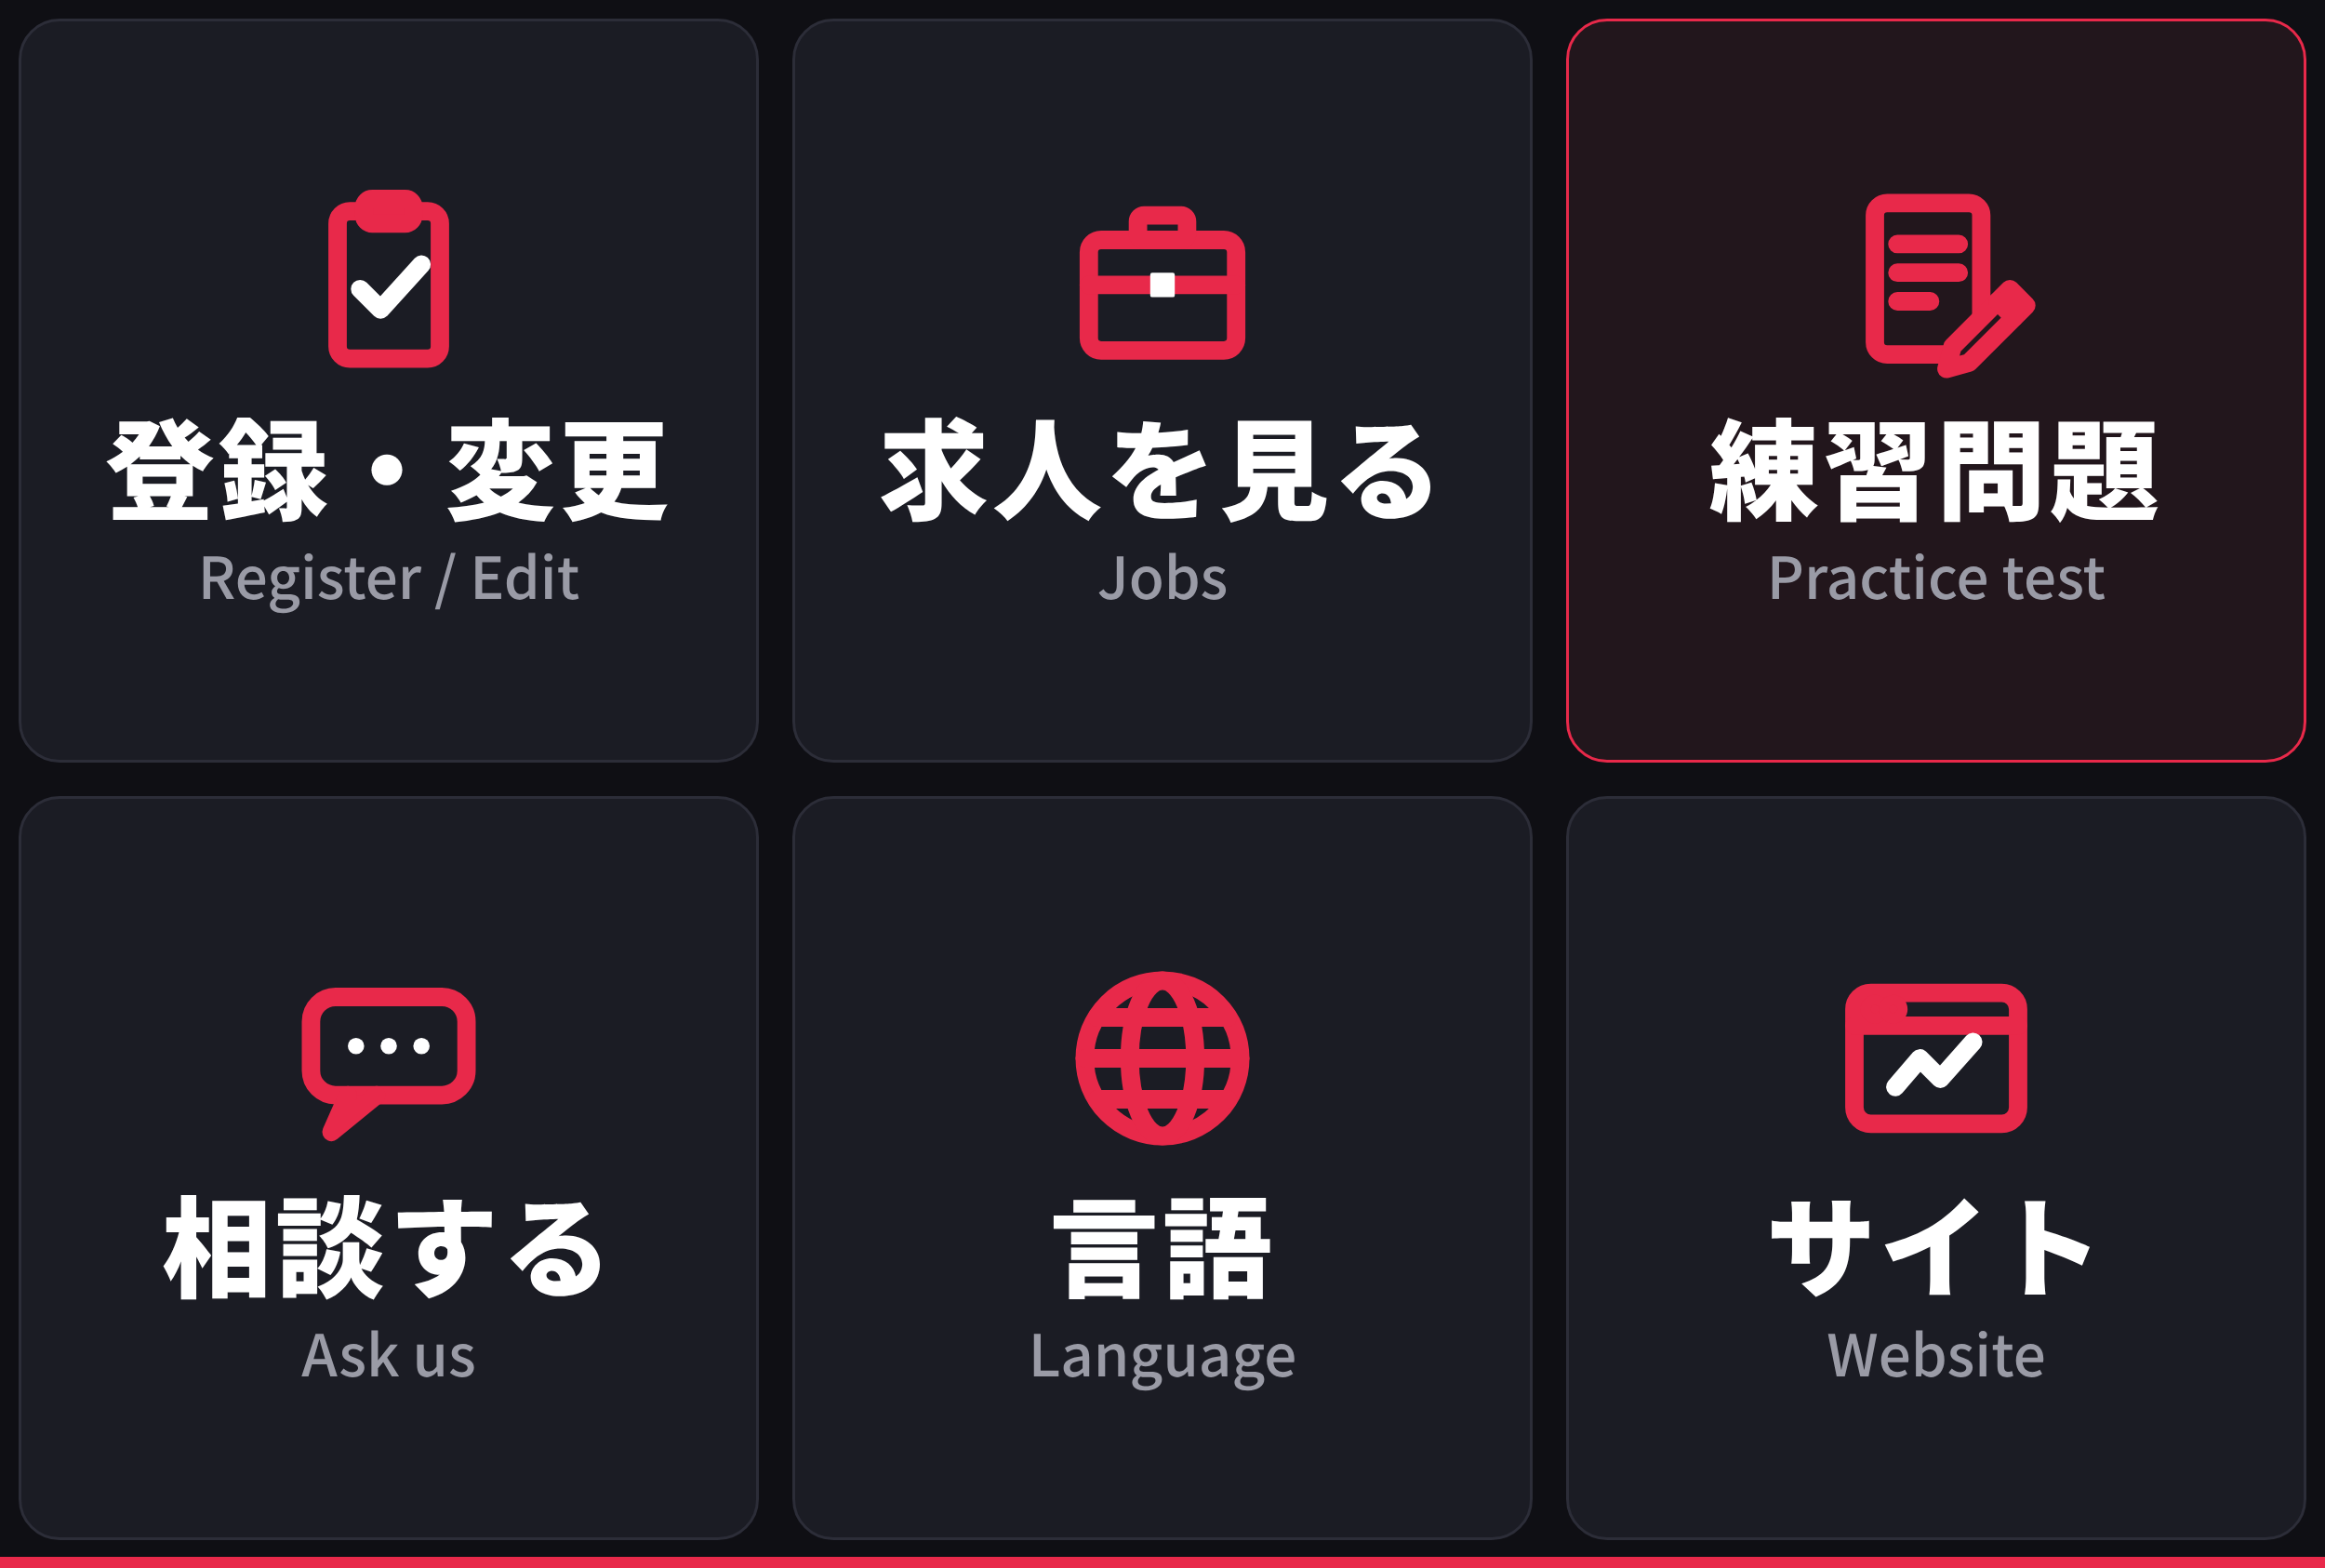 登録・変更
Register / Edit
求人を見る
Jobs
練習問題
Practice test
相談する
Ask us
言語
Language
サイト
Website